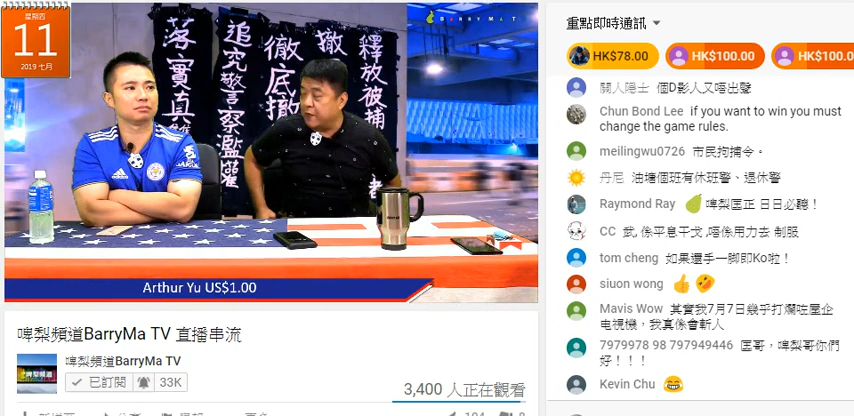 星期四
11
2019 七月
BARRYMAT
落實真
追究警察濫
徹底撤
撤
釋放被捕
者
Arthur Yu US$1.00
啤梨頻道BarryMa TV 直播串流
啤梨頻道BarryMa TV
已訂閱 33K
3,400 人正在觀看
重點即時通訊
HK$78.00 HK$100.00 HK$100.0
關人隱士 個D影人又唔出聲
Chun Bond Lee if you want to win you must
change the game rules.
meilingwu0726 市民拘捕令。
丹尼 油塘個班有休班警、退休警
Raymond Ray 啤梨匡正 日日必聽！
CC 武, 係平息干戈 ,唔係用力去 制服
tom cheng 如果還手一腳即Ko啦！
siuon wong
Mavis Wow 其實我7月7日幾乎打爛咗屋企
电視機，我真係會斬人
7979978 98 797949446 匡哥，啤梨哥你們
好！！！
Kevin Chu